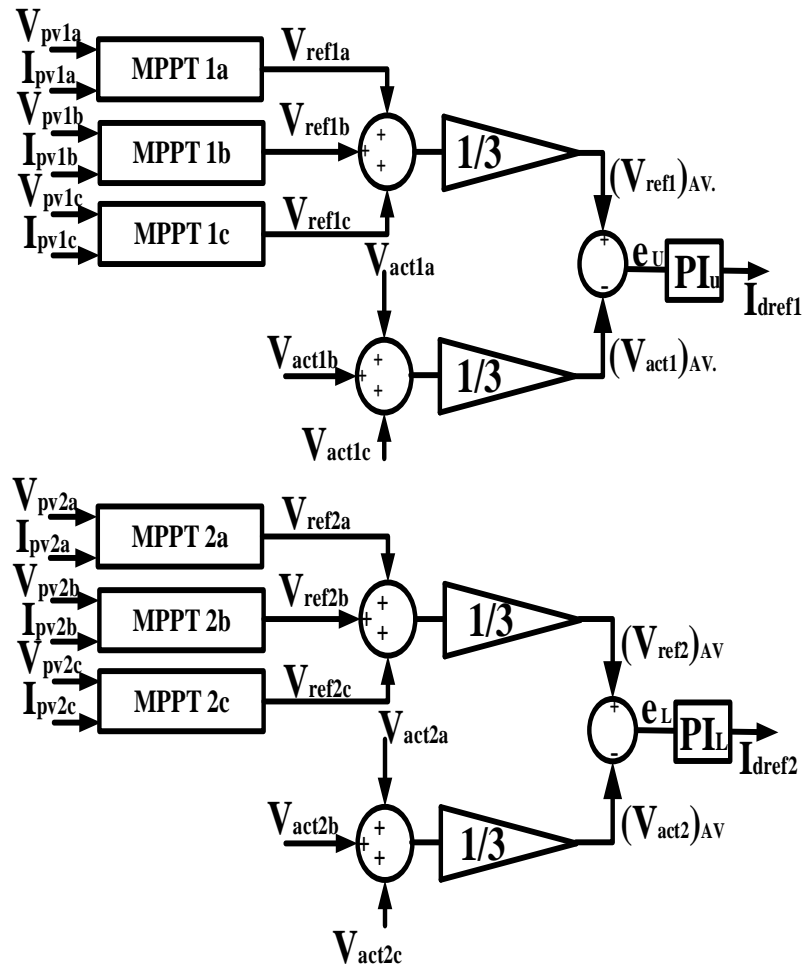 Vpv1a
Ipv1a
MPPT 1a
Vref1a
Vpv1b
Ipv1b
MPPT 1b
Vref1b
Vpv1c
Ipv1c
MPPT 1c
Vref1c
+
+
+
1/3
(Vref1)AV.
Vact1a
Vact1b
Vact1c
+
+
+
1/3
(Vact1)AV.
+
-
eU
PIu
Idref1
Vpv2a
Ipv2a
MPPT 2a
Vref2a
Vpv2b
Ipv2b
MPPT 2b
Vref2b
Vpv2c
Ipv2c
MPPT 2c
Vref2c
+
+
+
1/3
(Vref2)AV
Vact2a
Vact2b
Vact2c
+
+
+
1/3
(Vact2)AV
+
-
eL
PIL
Idref2